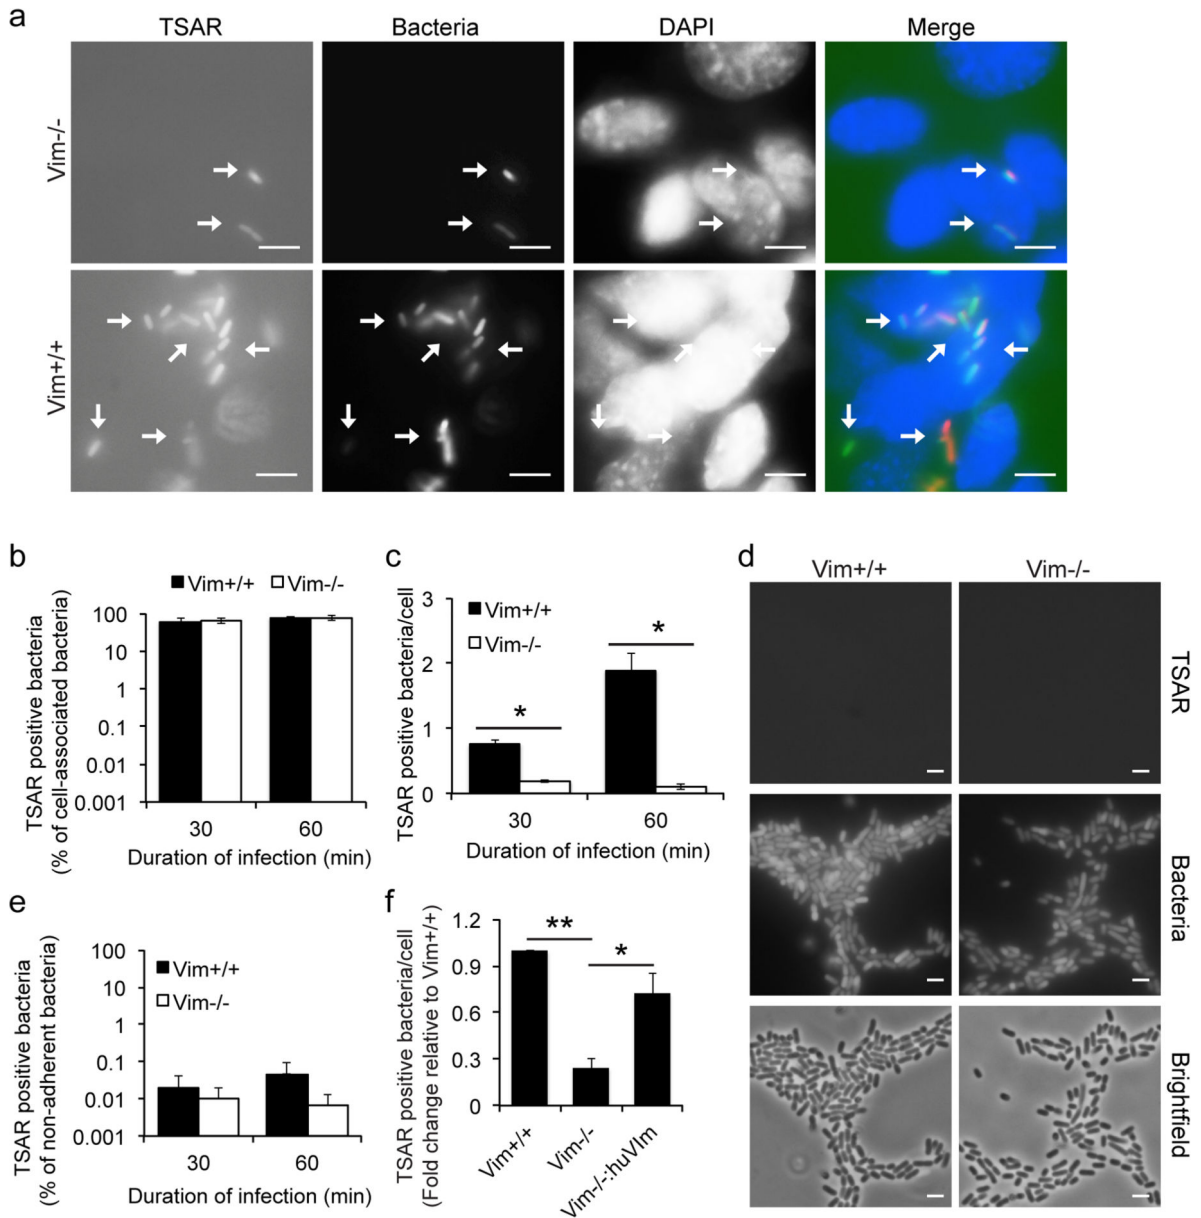 a
TSAR
Bacteria
DAPI
Merge
Vim-/-
Vim+/+
b
Vim+/+
Vim-/-
TSAR positive bacteria
(% of cell-associated bacteria)
100
10
1
0.1
0.01
0.001
30
60
Duration of infection (min)
c
Vim+/+
Vim-/-
TSAR positive bacteria/cell
3
2
1
0
*
*
30
60
Duration of infection (min)
d
Vim+/+
Vim-/-
TSAR
Bacteria
Brightfield
e
Vim+/+
Vim-/-
TSAR positive bacteria
(% of non-adherent bacteria)
100
10
1
0.1
0.01
0.001
30
60
Duration of infection (min)
f
TSAR positive bacteria/cell
(Fold change relative to Vim+/+)
1.2
0.9
0.6
0.3
0
**
*
Vim+/+
Vim-/-
Vim-/-:huVIm